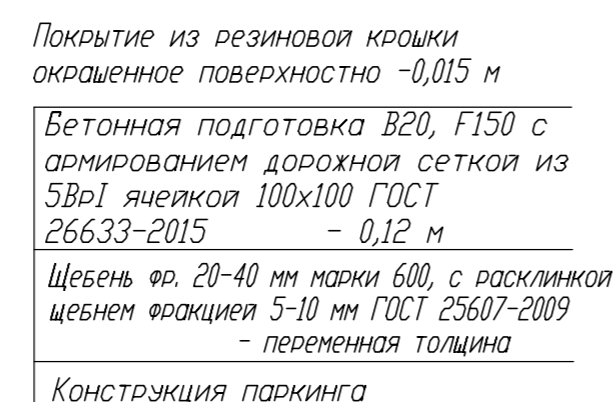 Покрытие из резиновой крошки
окрашенное поверхностно -0,015 м
Бетонная подготовка В20, F150 с
армированием дорожной сеткой из
5ВрI ячейкой 100х100 ГОСТ
26633-2015 - 0,12 м
Щебень фр. 20-40 мм марки 600, с расклинкой
щебнем фракцией 5-10 мм ГОСТ 25607-2009
- переменная толщина
Конструкция паркинга